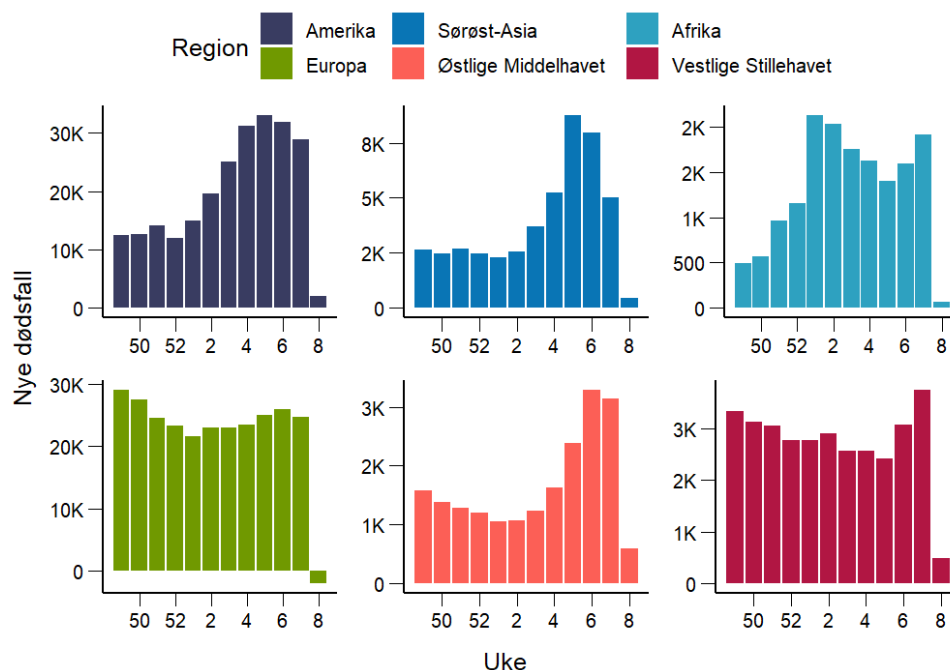 Region
Amerika
Sørøst-Asia
Afrika
Europa
Østlige Middelhavet
Vestlige Stillehavet
Nye dødsfall
30K
20K
10K
0
50 52 2 4 6 8
8K
5K
2K
0
50 52 2 4 6 8
2K
2K
1K
500
0
50 52 2 4 6 8
30K
20K
10K
0
50 52 2 4 6 8
3K
2K
1K
0
50 52 2 4 6 8
3K
2K
1K
0
50 52 2 4 6 8
Uke